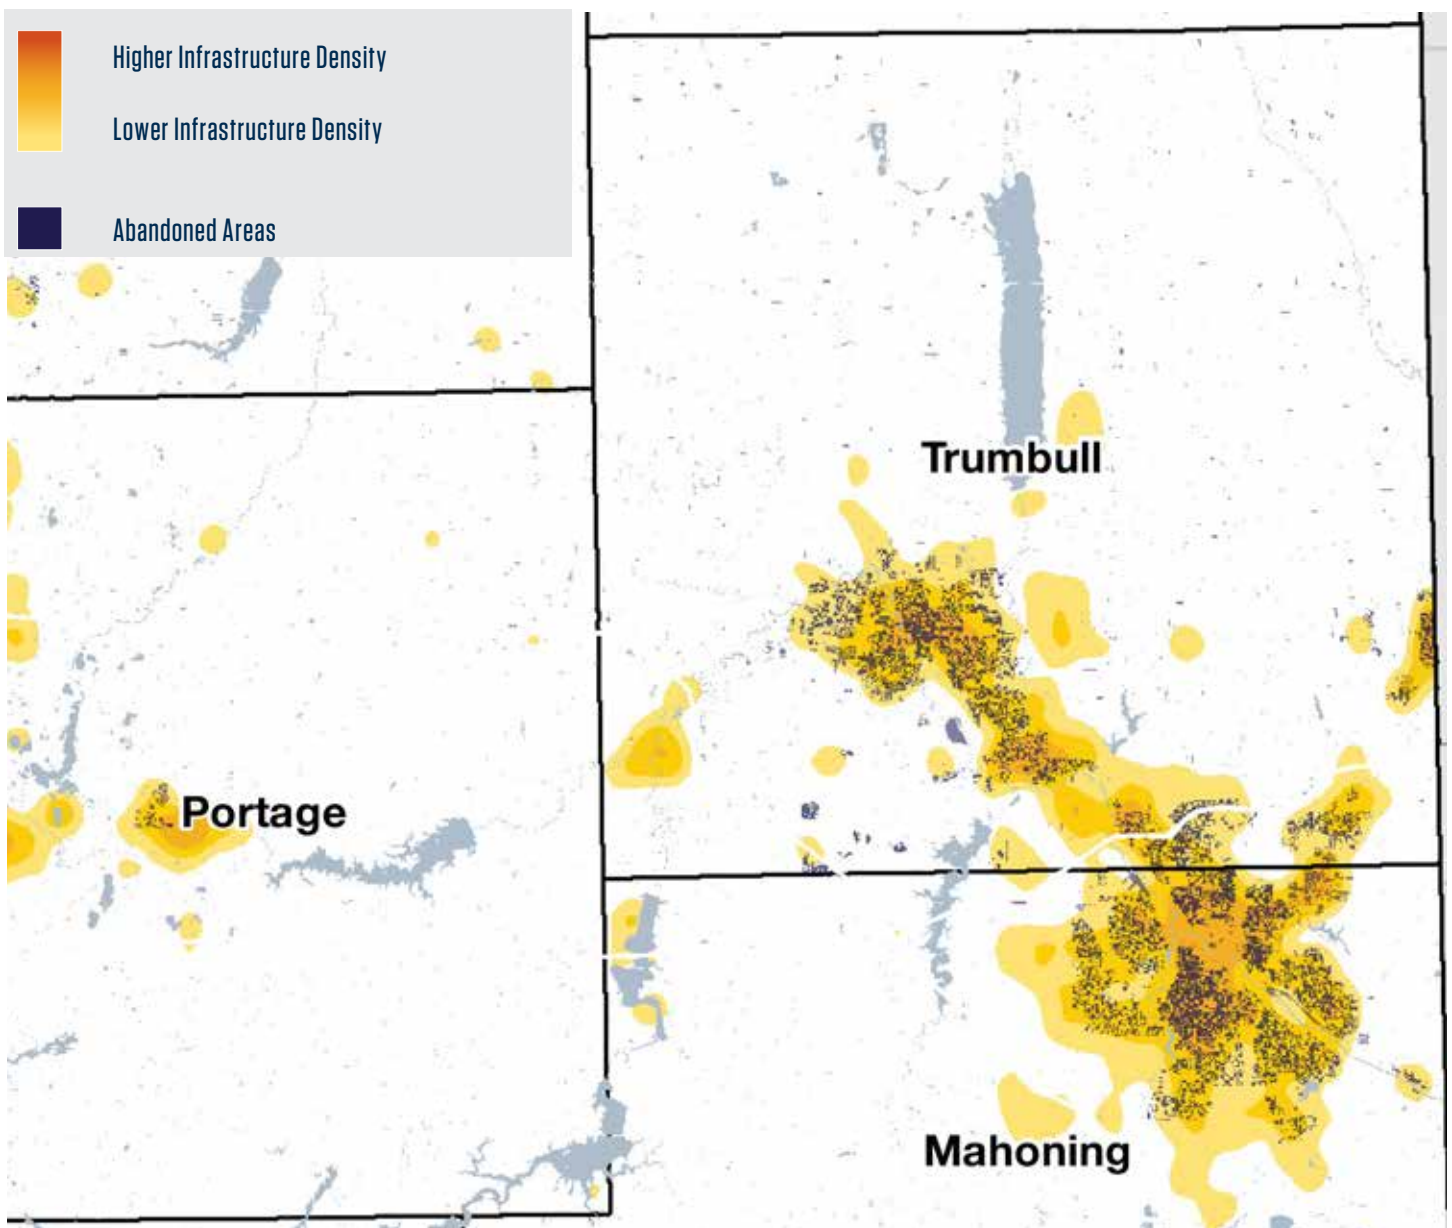 Higher Infrastructure Density
Lower Infrastructure Density
Abandoned Areas
Trumbull
Portage
Mahoning